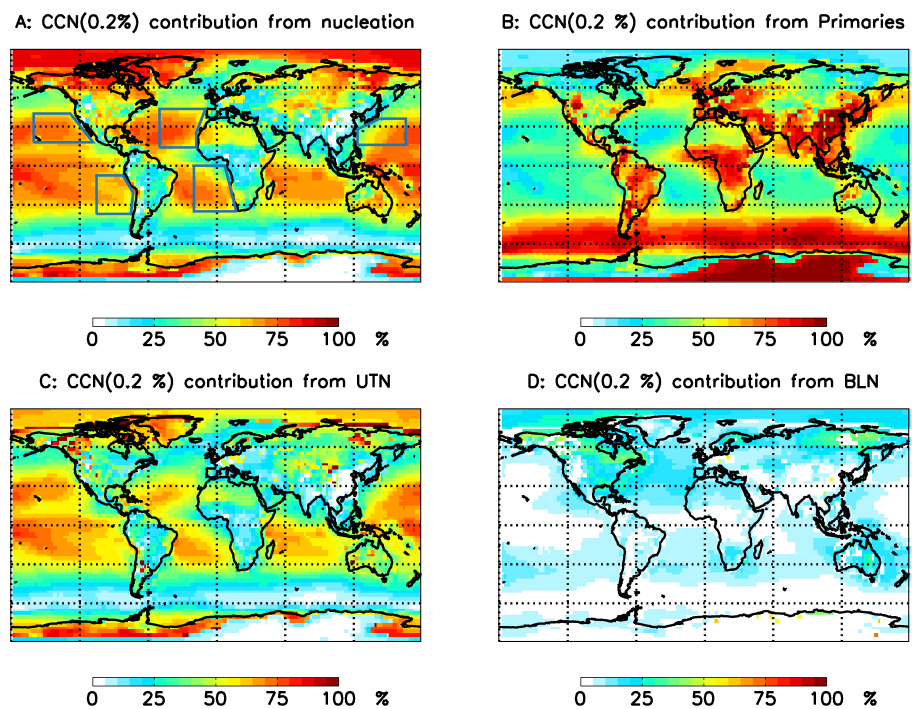 A: CCN(0.2%) contribution from nucleation
B: CCN(0.2 %) contribution from Primaries
0 25 50 75 100 %
0 25 50 75 100 %
C: CCN(0.2 %) contribution from UTN
D: CCN(0.2 %) contribution from BLN
0 25 50 75 100 %
0 25 50 75 100 %